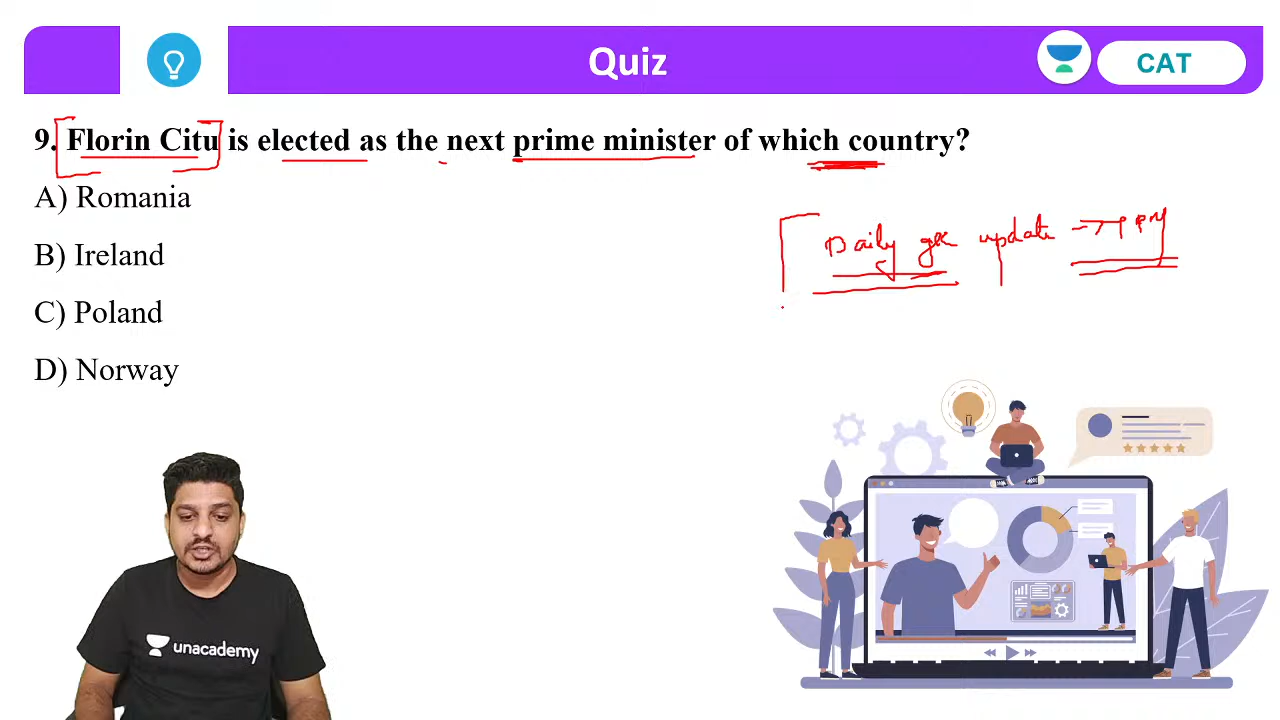 Quiz
CAT
9. Florin Citu is elected as the next prime minister of which country?
A) Romania
B) Ireland
C) Poland
D) Norway
Daily gk update
unacademy